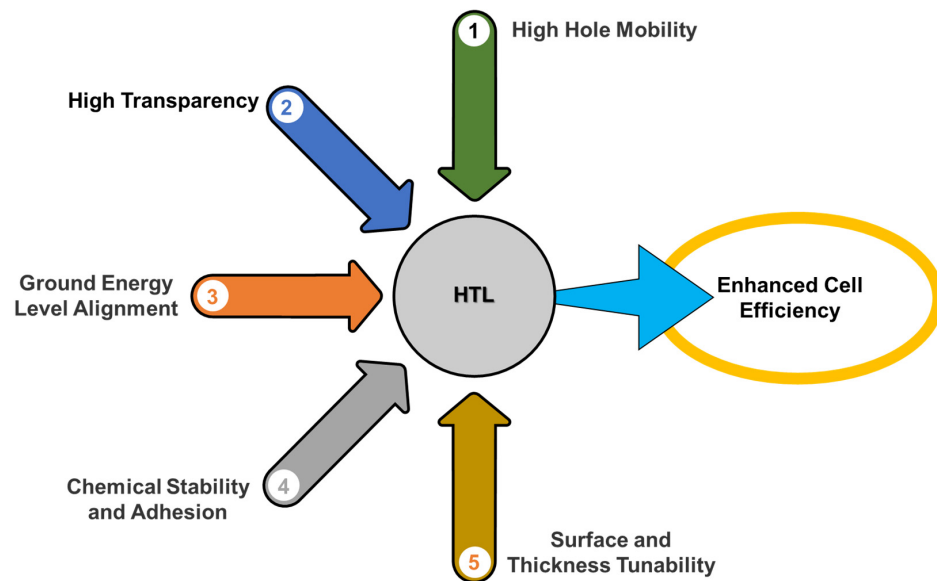 1
High Hole Mobility
High Transparency
2
Ground Energy
Level Alignment
3
HTL
Enhanced Cell
Efficiency
Chemical Stability
and Adhesion
4
Surface and
Thickness Tunability
5